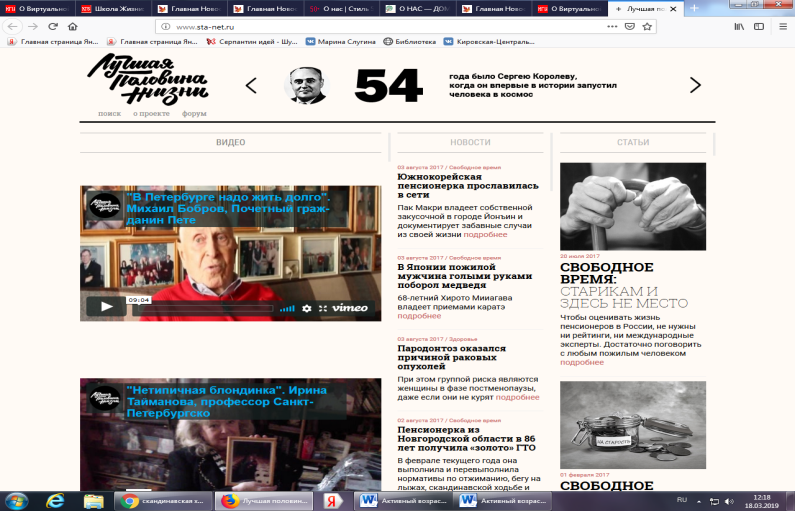 О Виртуально
Школа Жизни
Главная Ново
Главная Ново
О нас | Стиль
О НАС — ДОМ
Главная Ново
О Виртуально
Лучшая по
www.sta-net.ru
Главная страница Ян...
Главная страница Ян...
Серпантин идей - Шу...
Марина Слугина
Библиотека
Кировская-Централь...
Лучшая
Половина
Жизни
54
года было Сергею Королеву,
когда он впервые в истории запустил
человека в космос
поиск о проекте форум
ВИДЕО
"В Петербурге надо жить долго".
Михаил Бобров, Почетный граж-
данин Пете
09:04
vimeo
"Нетипичная блондинка". Ирина
Тайманова, профессор Санкт-
Петербургско
НОВОСТИ
03 августа 2017 / Свободное время
Южнокорейская
пенсионерка прославилась
в сети
Пак Макри владеет собственной
закусочной в городе Йонъин и
документирует забавные случаи
из своей жизни подробнее
03 августа 2017 / Свободное время
В Японии пожилой
мужчина голыми руками
поборол медведя
68-летний Хирото Миагава
владеет приемами каратэ
подробнее
03 августа 2017 / Здоровье
Пародонтоз оказался
причиной раковых
опухолей
При этом группой риска являются
женщины в фазе постменопаузы,
даже если они не курят подробнее
02 августа 2017 / Свободное время
Пенсионерка из
Новгородской области в 86
лет получила «золото» ГТО
В феврале текущего года она
выполнила и перевыполнила
нормативы по отжиманию, бегу на
лыжах, скандинавской ходьбе и
СТАТЬИ
20 июля 2017
СВОБОДНОЕ
ВРЕМЯ:
СТАРИКАМ И
ЗДЕСЬ НЕ МЕСТО
Чтобы оценивать жизнь
пенсионеров в России, не нужны
ни рейтинги, ни международные
эксперты. Достаточно поговорить
с любым пожилым человеком
подробнее
НА СТАРОСТЬ
01 февраля 2017
СВОБОДНОЕ
скандинавская х...
Лучшая половин...
Активный возрас...
Активный возрас...
RU
12:18
18.03.2019